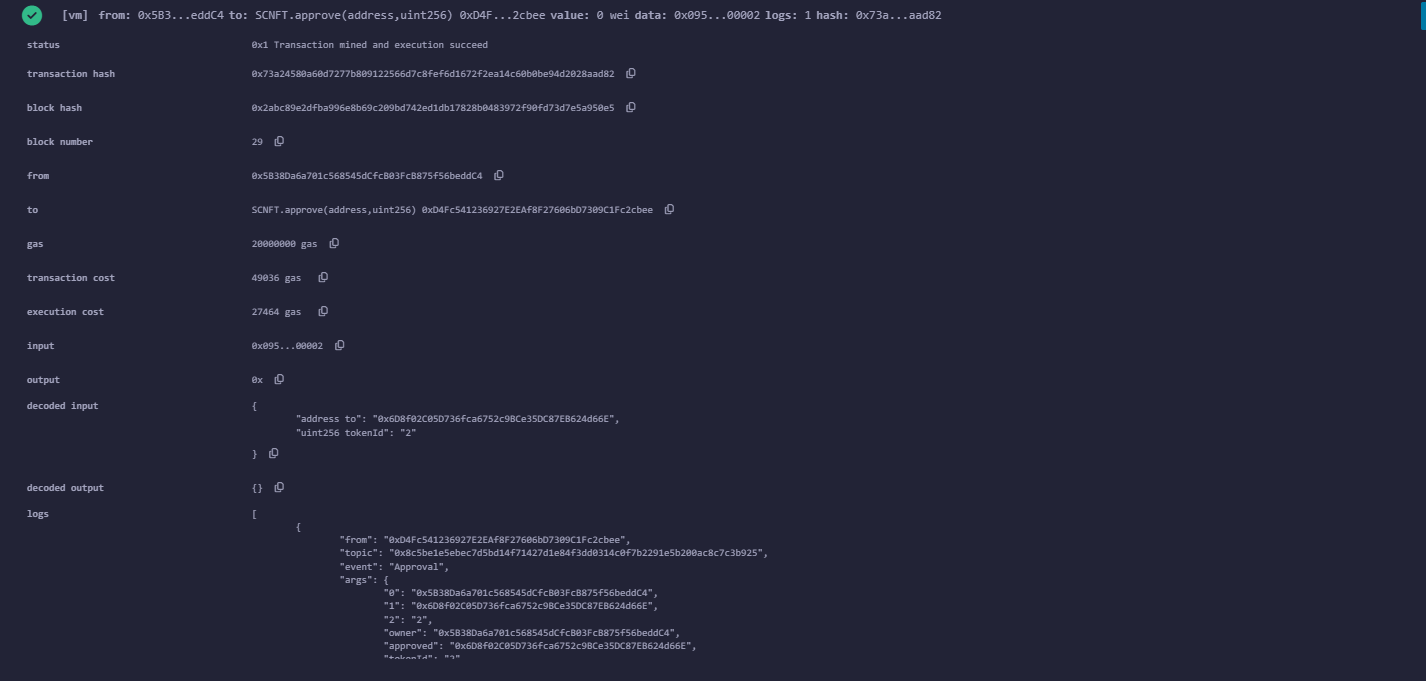 [vm] from: 0x5B3...eddC4 to: SCNFT.approve(address,uint256) 0xD4F...2cbee value: 0 wei data: 0x095...00002 logs: 1 hash: 0x73a...aad82
status 0x1 Transaction mined and execution succeed
transaction hash 0x73a24580a60d7277b809122566d7c8fef6d1672f2ea14c60b0be94d2028aad82
block hash 0x2abc89e2dfba996e8b69c209bd742ed1db17828b0483972f90fd73d7e5a950e5
block number 29
from 0x5B38Da6a701c568545dCfcB03FcB875f56beddC4
to SCNFT.approve(address,uint256) 0xD4Fc541236927E2EAf8F27606bD7309C1Fc2cbee
gas 20000000 gas
transaction cost 49036 gas
execution cost 27464 gas
input 0x095...00002
output 0x
decoded input {
"address to": "0x6D8f02C05D736fca6752c9BCe35DC87EB624d66E",
"uint256 tokenId": "2"
}
decoded output {}
logs [
{
"from": "0xD4Fc541236927E2EAf8F27606bD7309C1Fc2cbee",
"topic": "0x8c5be1e5ebec7d5bd14f71427d1e84f3dd0314c0f7b2291e5b200ac8c7c3b925",
"event": "Approval",
"args": {
"0": "0x5B38Da6a701c568545dCfcB03FcB875f56beddC4",
"1": "0x6D8f02C05D736fca6752c9BCe35DC87EB624d66E",
"2": "2",
"owner": "0x5B38Da6a701c568545dCfcB03FcB875f56beddC4",
"approved": "0x6D8f02C05D736fca6752c9BCe35DC87EB624d66E",
"tokenId": "2"